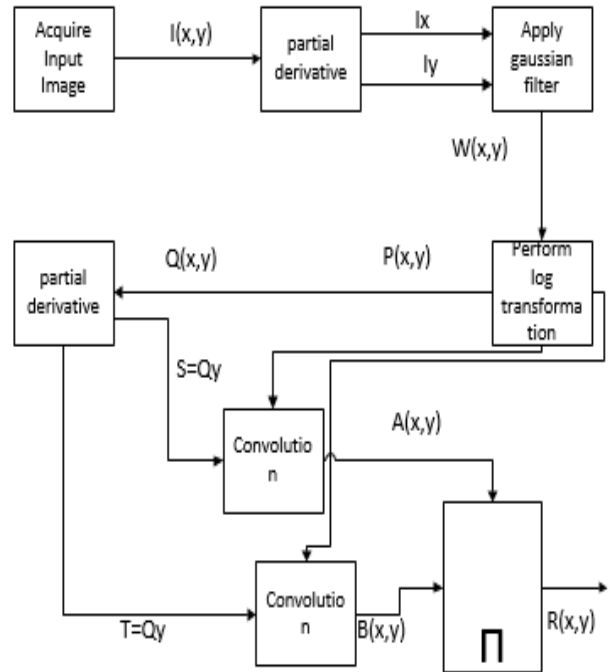 Acquire
Input
Image
I(x,y)
partial
derivative
Ix
Iy
Apply
gaussian
filter
W(x,y)
partial
derivative
Q(x,y)
P(x,y)
Perform
log
transforma
tion
S=Qy
Convolutio
n
A(x,y)
T=Qy
Convolutio
n
B(x,y)
∏
R(x,y)